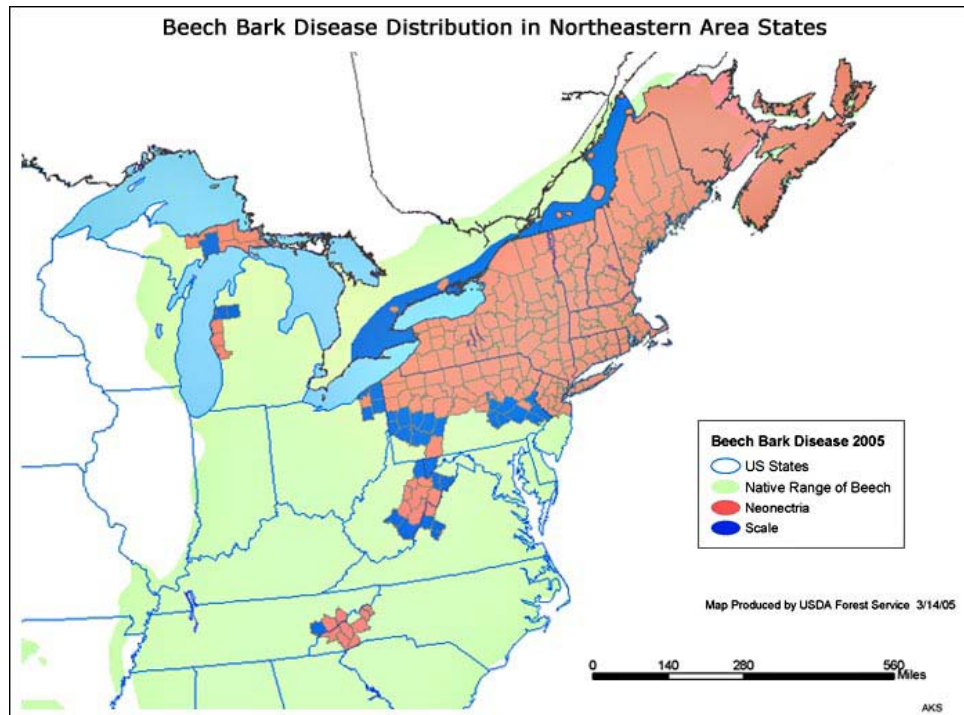 Beech Bark Disease Distribution in Northeastern Area States
Beech Bark Disease 2005
US States
Native Range of Beech
Neonectria
Scale
Map Produced by USDA Forest Service 3/14/05
0 140 280 560
Miles
AKS